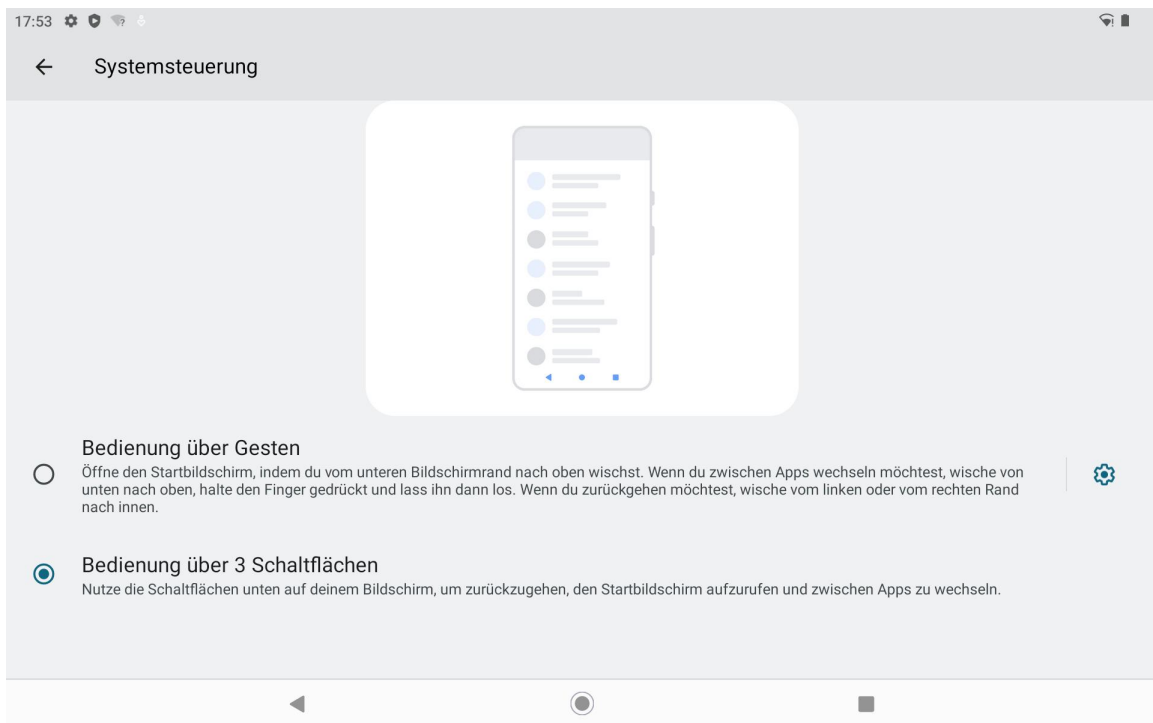 17:53
Systemsteuerung
Bedienung über Gesten
Öffne den Startbildschirm, indem du vom unteren Bildschirmrand nach oben wischst. Wenn du zwischen Apps wechseln möchtest, wische von
unten nach oben, halte den Finger gedrückt und lass ihn dann los. Wenn du zurückgehen möchtest, wische vom linken oder vom rechten Rand
nach innen.
Bedienung über 3 Schaltflächen
Nutze die Schaltflächen unten auf deinem Bildschirm, um zurückzugehen, den Startbildschirm aufzurufen und zwischen Apps zu wechseln.